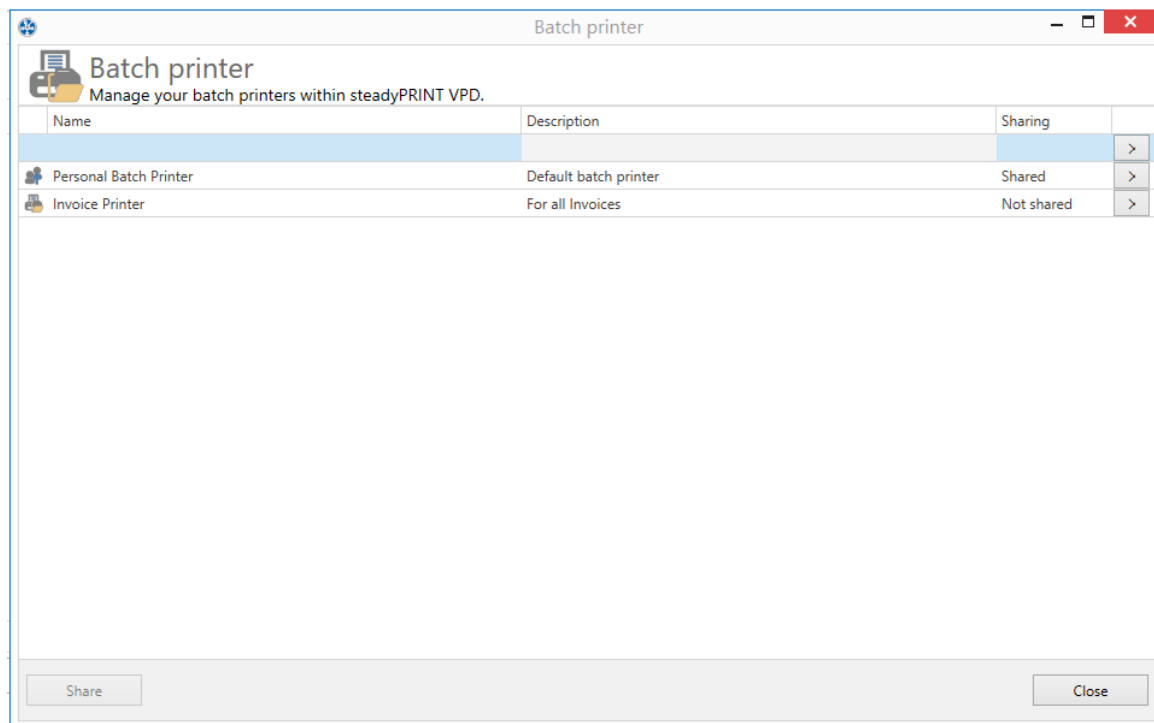 Batch printer
Batch printer
Manage your batch printers within steadyPRINT VPD.
Name Description Sharing
>
Personal Batch Printer Default batch printer Shared >
Invoice Printer For all Invoices Not shared >
Share Close